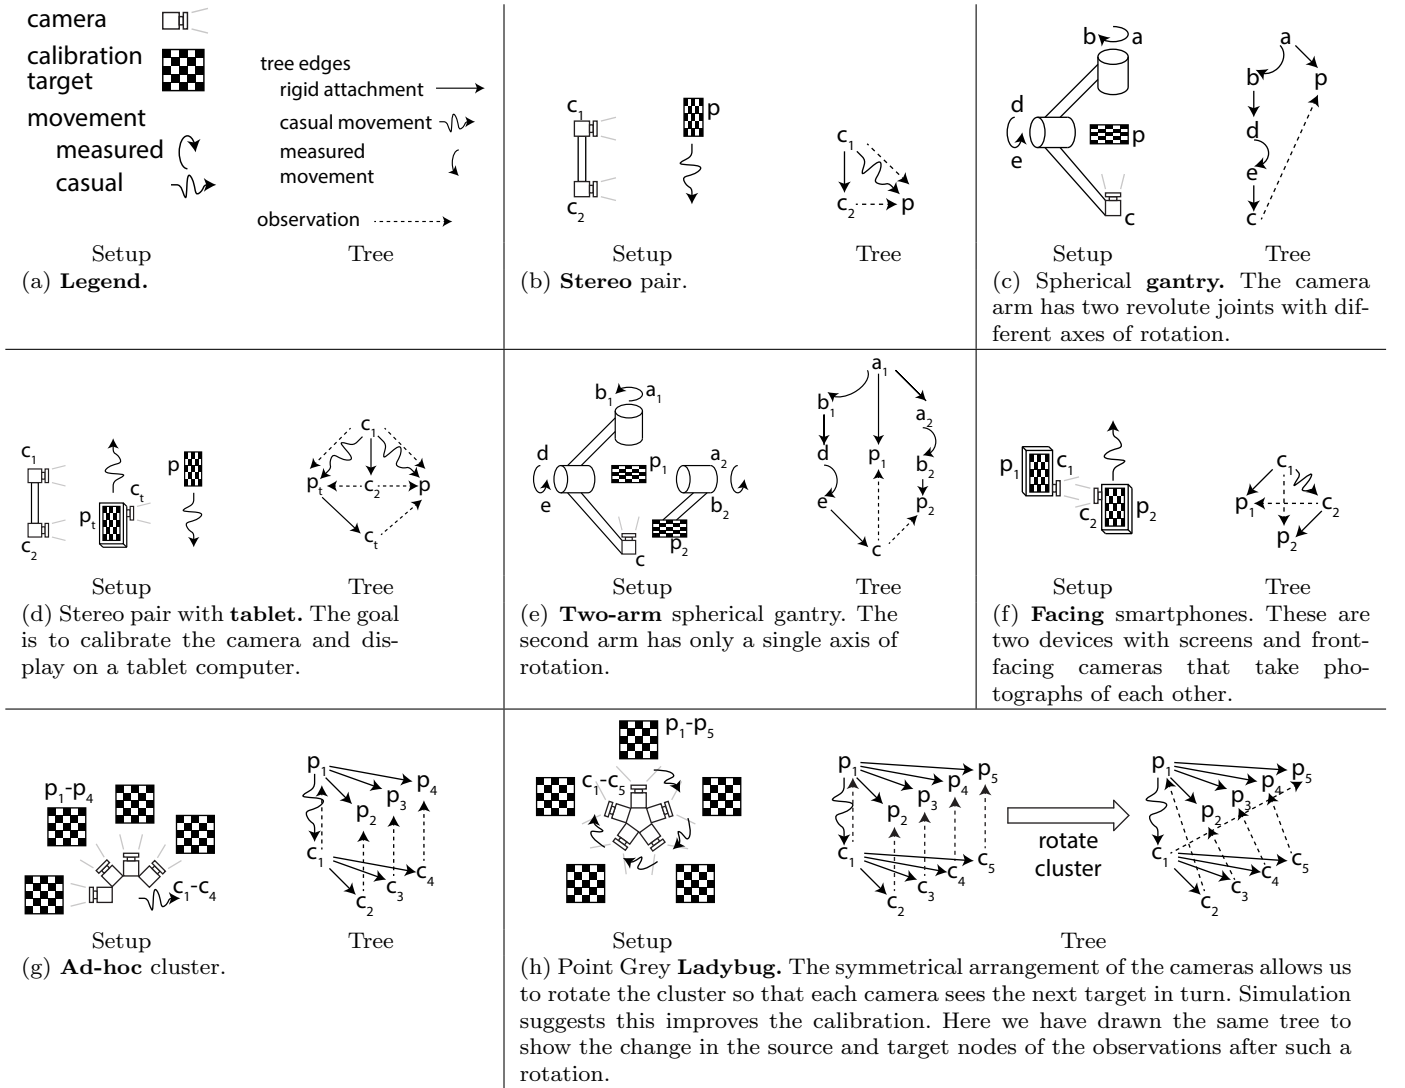 camera
calibration
target
movement
measured
casual
tree edges
rigid attachment
casual movement
measured
movement
observation
Setup
Tree
(a) Legend.
c1
c2
p
c1
c2
p
Setup
Tree
(b) Stereo pair.
b a
d
e
p
c
a
b
p
d
e
c
Setup
Tree
(c) Spherical gantry. The camera
arm has two revolute joints with dif-
ferent axes of rotation.
c1
c2
pt
ct
p
c1
pt
c2
p
ct
Setup
Tree
(d) Stereo pair with tablet. The goal
is to calibrate the camera and dis-
play on a tablet computer.
b1 a1
d
e
p1
a2
b2
p2
c
a1
b1
a2
d
p1
b2
e
p2
c
Setup
Tree
(e) Two-arm spherical gantry. The
second arm has only a single axis of
rotation.
p1
c1
c2
p2
c1
p1
c2
p2
Setup
Tree
(f) Facing smartphones. These are
two devices with screens and front-
facing cameras that take pho-
tographs of each other.
p1-p4
c1-c4
p1
p4
p3
p2
c1
c4
c3
c2
Setup
Tree
(g) Ad-hoc cluster.
p1-p5
c1-c5
p1
p5
p4
p3
p2
c1
c5
c4
c3
c2
rotate
cluster
p1
p5
p4
p3
p2
c1
c5
c4
c3
c2
Setup
Tree
(h) Point Grey Ladybug. The symmetrical arrangement of the cameras allows us
to rotate the cluster so that each camera sees the next target in turn. Simulation
suggests this improves the calibration. Here we have drawn the same tree to
show the change in the source and target nodes of the observations after such a
rotation.